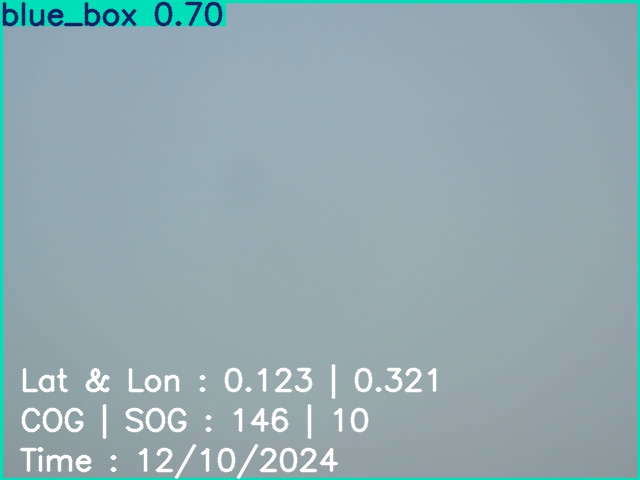 blue_box 0.70
Lat & Lon : 0.123 | 0.321
COG | SOG : 146 | 10
Time : 12/10/2024